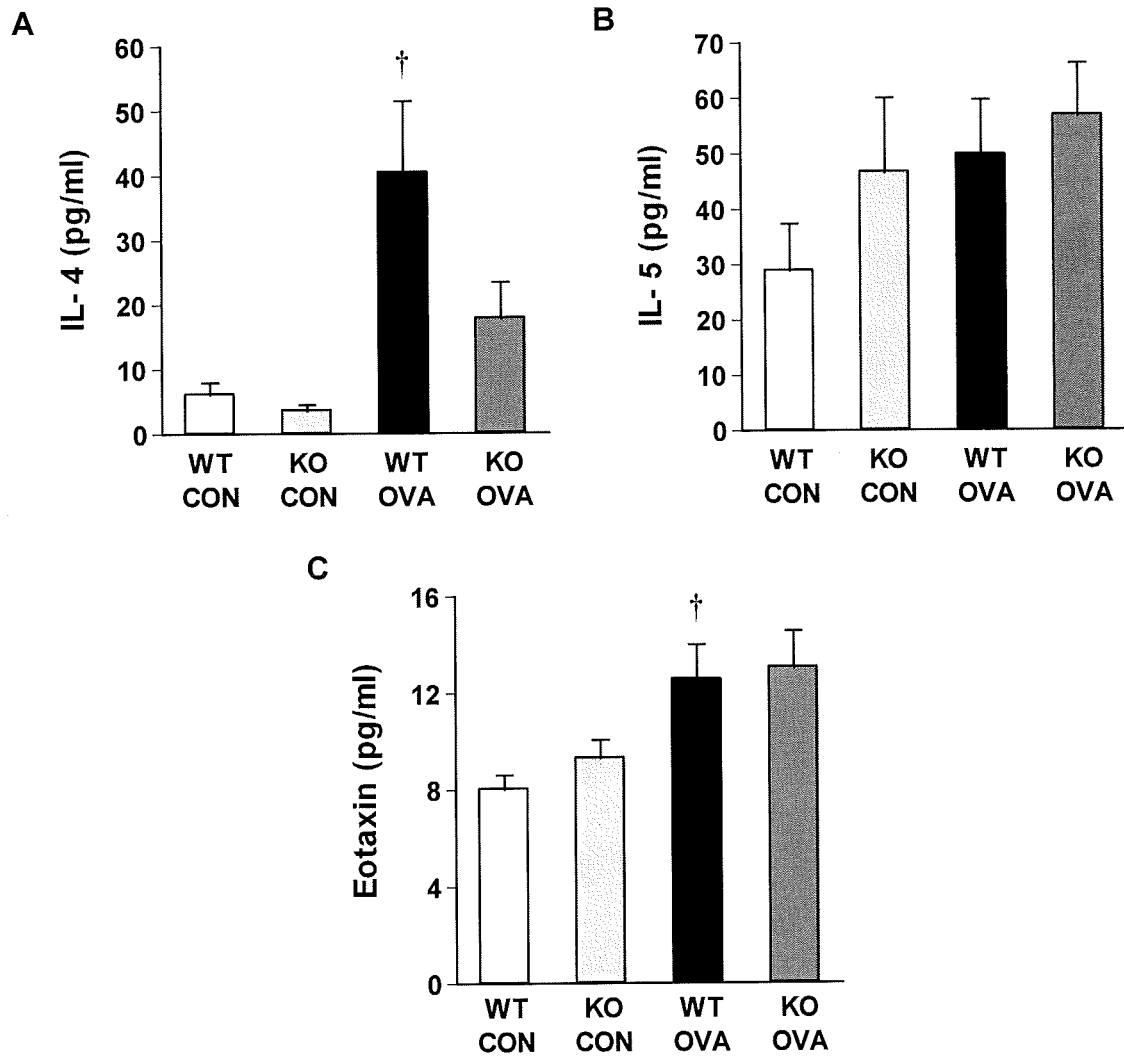 A
IL- 4 (pg/ml)
60
50
40
30
20
10
0
†
WT KO WT KO
CON CON OVA OVA
B
IL- 5 (pg/ml)
70
60
50
40
30
20
10
0
WT KO WT KO
CON CON OVA OVA
C
Eotaxin (pg/ml)
16
12
8
4
0
†
WT KO WT KO
CON CON OVA OVA